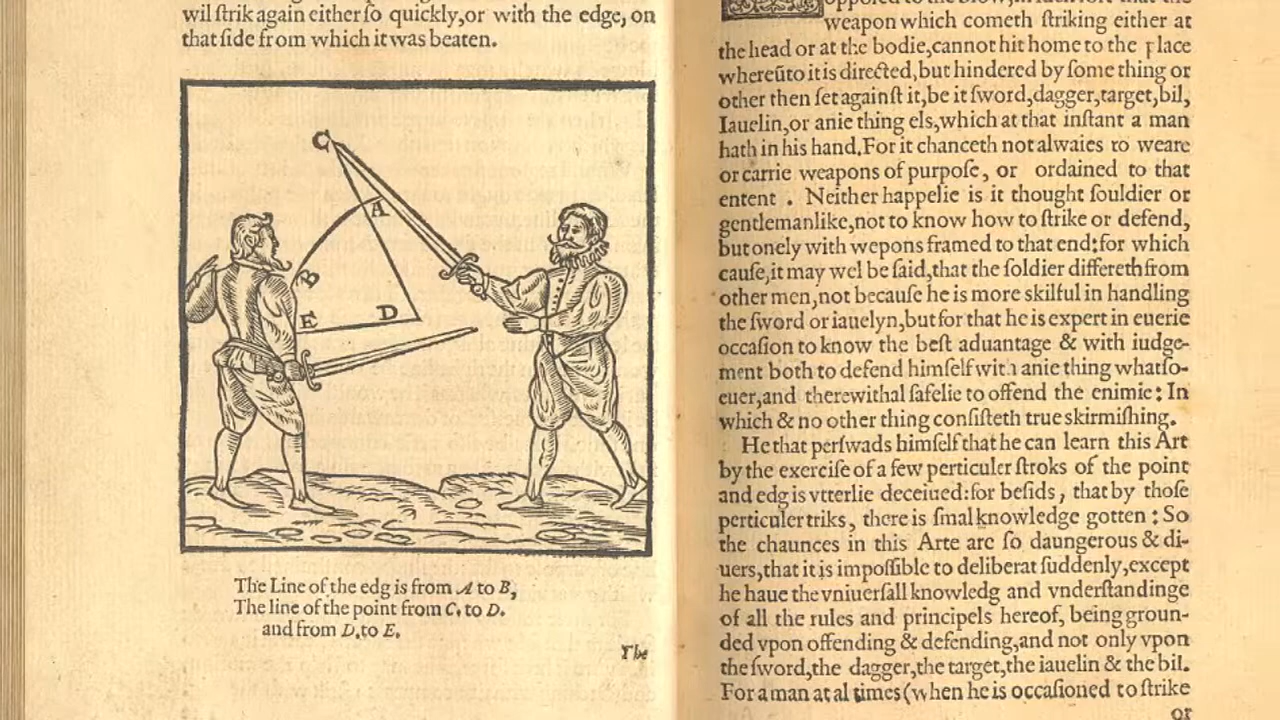 wil ſtrik again either ſo quickly,or with the edge, on
that ſide from which it was beaten.
C
A
B
E
D
The Line of the edg is from A to B,
The line of the point from C. to D.
and from D.to E.
The
oppoſed to the blow,
weapon which cometh ſtriking either at
the head or at the bodie,cannot hit home to the place
whereũto it is directed,but hindered by ſome thing or
other then ſet againſt it,be it ſword,dagger,target,bil,
Iauelin,or anie thing els,which at that inſtant a man
hath in his hand.For it chanceth not alwaies to weare
or carrie weapons of purpoſe, or ordained to that
entent . Neither happelie is it thought ſouldier or
gentlemanlike,not to know how to ſtrike or defend,
but onely with wepons framed to that end:for which
cauſe,it may wel be ſaid,that the ſoldier differeth from
other men,not becauſe he is more skilful in handling
the ſword or iauelyn,but for that he is expert in euerie
occaſion to know the beſt aduantage & with iudge-
ment both to defend himſelf with anie thing whatſo-
euer,and therewithal ſafelie to offend the enimie: In
which & no other thing conſiſteth true skirmiſhing.
He that perſwads himſelf that he can learn this Art
by the exerciſe of a few perticuler ſtroks of the point
and edg is vtterlie deceiued:for beſids, that by thoſe
perticuler triks, there is ſmal knowledge gotten: So
the chaunces in this Arte are ſo daungerous & di-
uers,that it is impoſſible to deliberat ſuddenly,except
he haue the vniuerſall knowledg and vnderſtandinge
of all the rules and principels hereof, being groun-
ded vpon offending & defending,and not only vpon
the ſword,the dagger,the target,the iauelin & the bil.
For a man at al times (when he is occaſioned to ſtrike
or